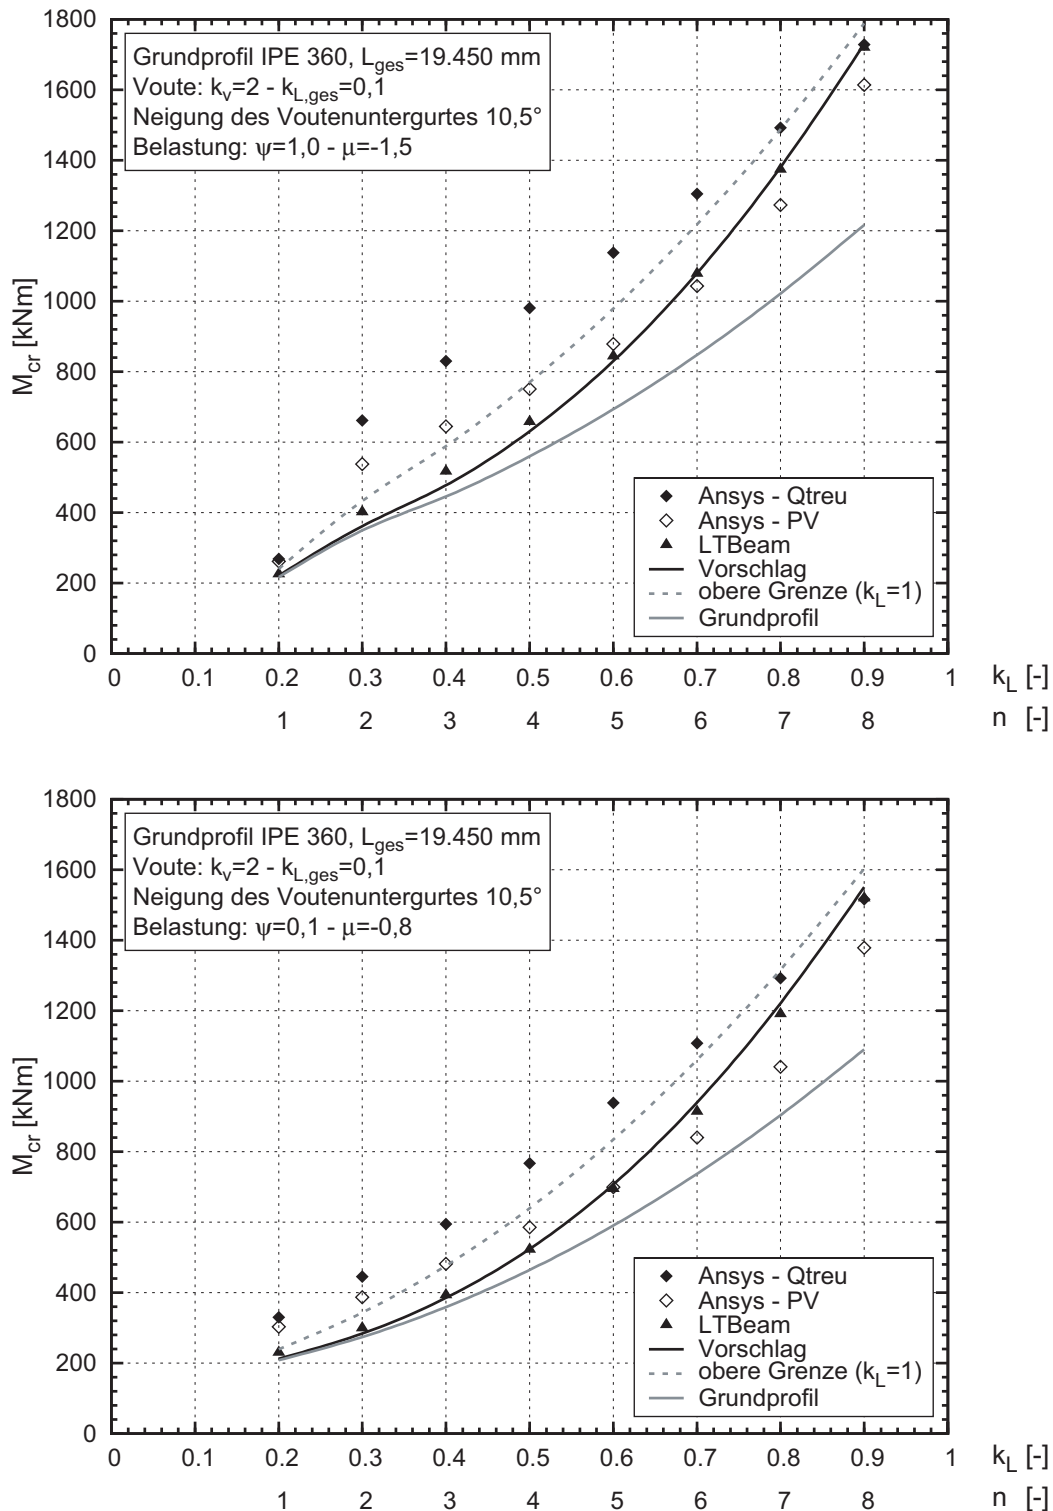 1800
1600
1400
1200
1000
800
600
400
200
0
M_cr [kNm]
Grundprofil IPE 360, L_ges=19.450 mm
Voute: k_v=2 - k_L,ges=0,1
Neigung des Voutenuntergurtes 10,5°
Belastung: ψ=1,0 - μ=-1,5
Ansys - Qtreu
Ansys - PV
LTBeam
Vorschlag
obere Grenze (k_L=1)
Grundprofil
0 0.1 0.2 0.3 0.4 0.5 0.6 0.7 0.8 0.9 1 k_L [-]
1 2 3 4 5 6 7 8 n [-]
1800
1600
1400
1200
1000
800
600
400
200
0
M_cr [kNm]
Grundprofil IPE 360, L_ges=19.450 mm
Voute: k_v=2 - k_L,ges=0,1
Neigung des Voutenuntergurtes 10,5°
Belastung: ψ=0,1 - μ=-0,8
Ansys - Qtreu
Ansys - PV
LTBeam
Vorschlag
obere Grenze (k_L=1)
Grundprofil
0 0.1 0.2 0.3 0.4 0.5 0.6 0.7 0.8 0.9 1 k_L [-]
1 2 3 4 5 6 7 8 n [-]